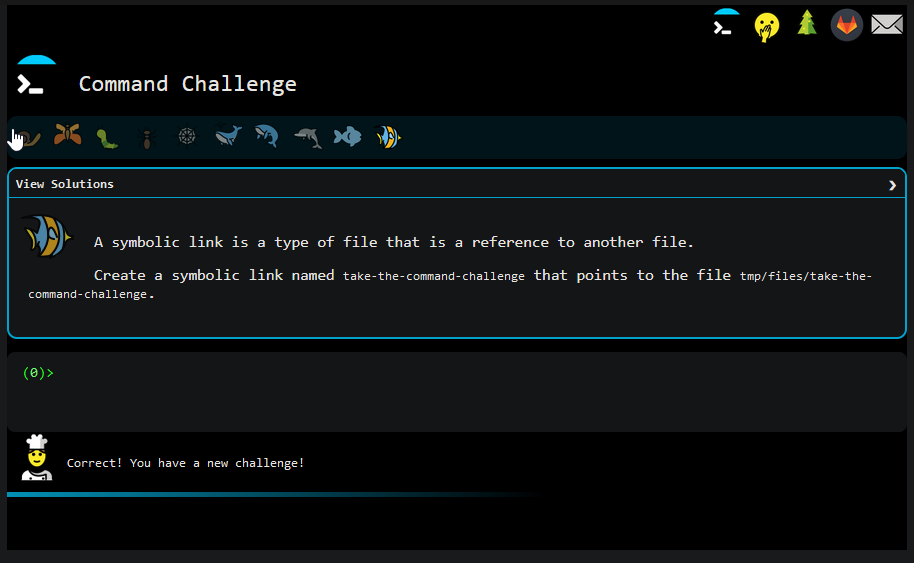 Command Challenge
View Solutions
A symbolic link is a type of file that is a reference to another file.
Create a symbolic link named take-the-command-challenge that points to the file tmp/files/take-the-
command-challenge.
(0)>
Correct! You have a new challenge!